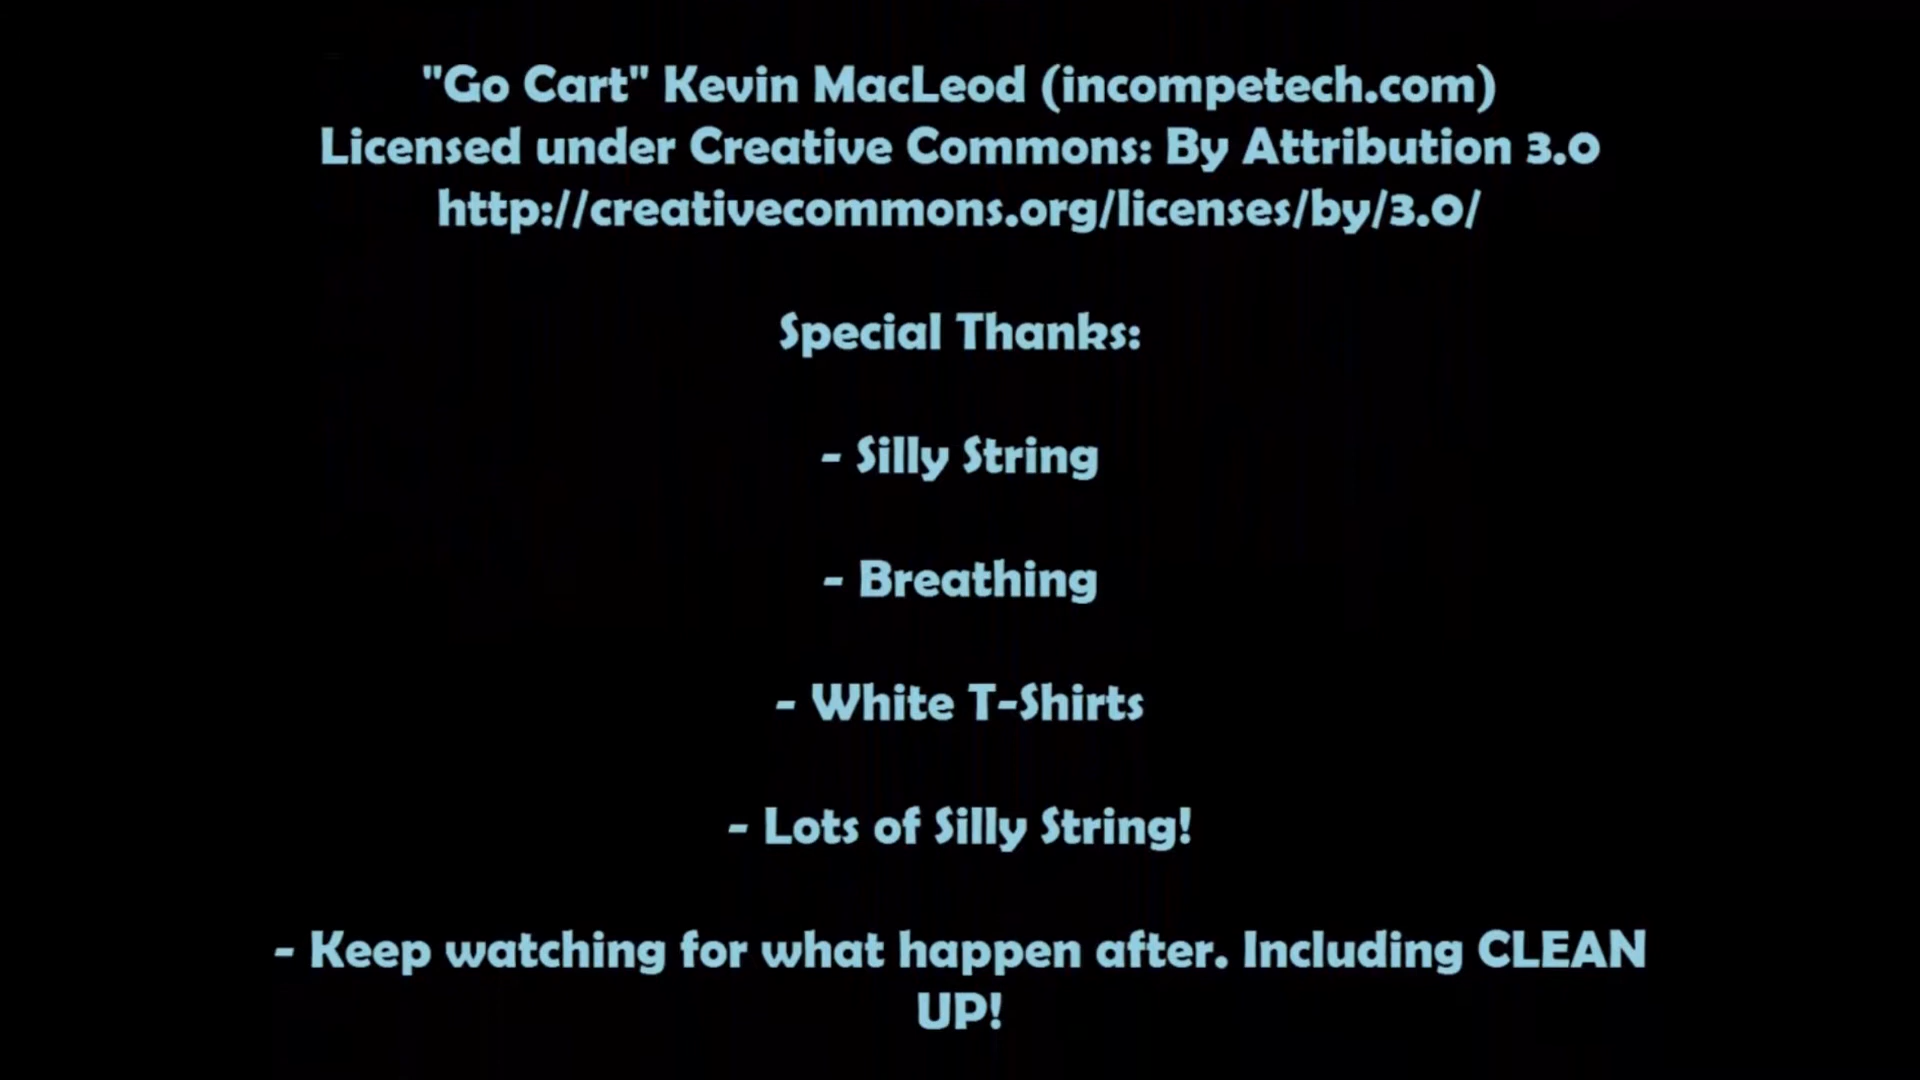 "Go Cart" Kevin MacLeod (incompetech.com)
Licensed under Creative Commons: By Attribution 3.0
http://creativecommons.org/licenses/by/3.0/
Special Thanks:
- Silly String
- Breathing
- White T-Shirts
- Lots of Silly String!
- Keep watching for what happen after. Including CLEAN
UP!